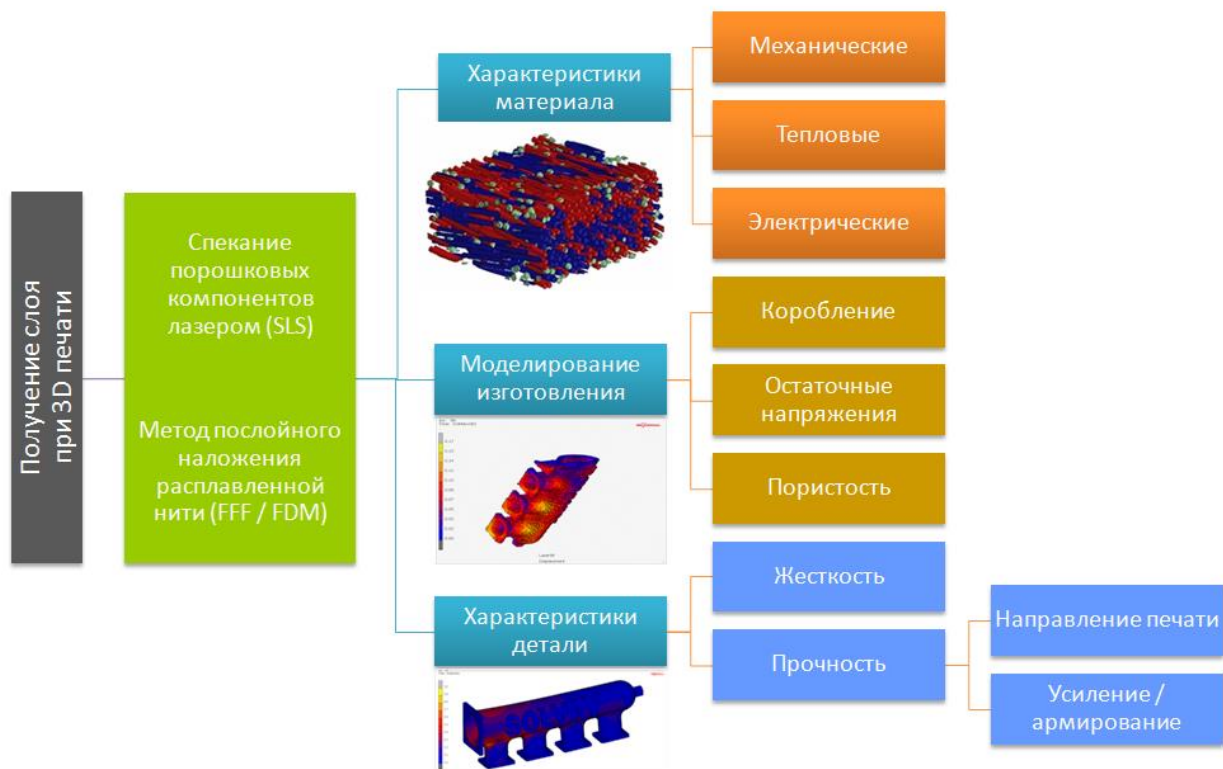 Получение слоя
при 3D печати
Спекание
порошковых
компонентов
лазером (SLS)
Метод послойного
наложения
расплавленной
нити (FFF / FDM)
Характеристики
материала
Механические
Тепловые
Электрические
Моделирование
изготовления
Коробление
Остаточные
напряжения
Пористость
Характеристики
детали
Жесткость
Прочность
Направление печати
Усиление /
армирование